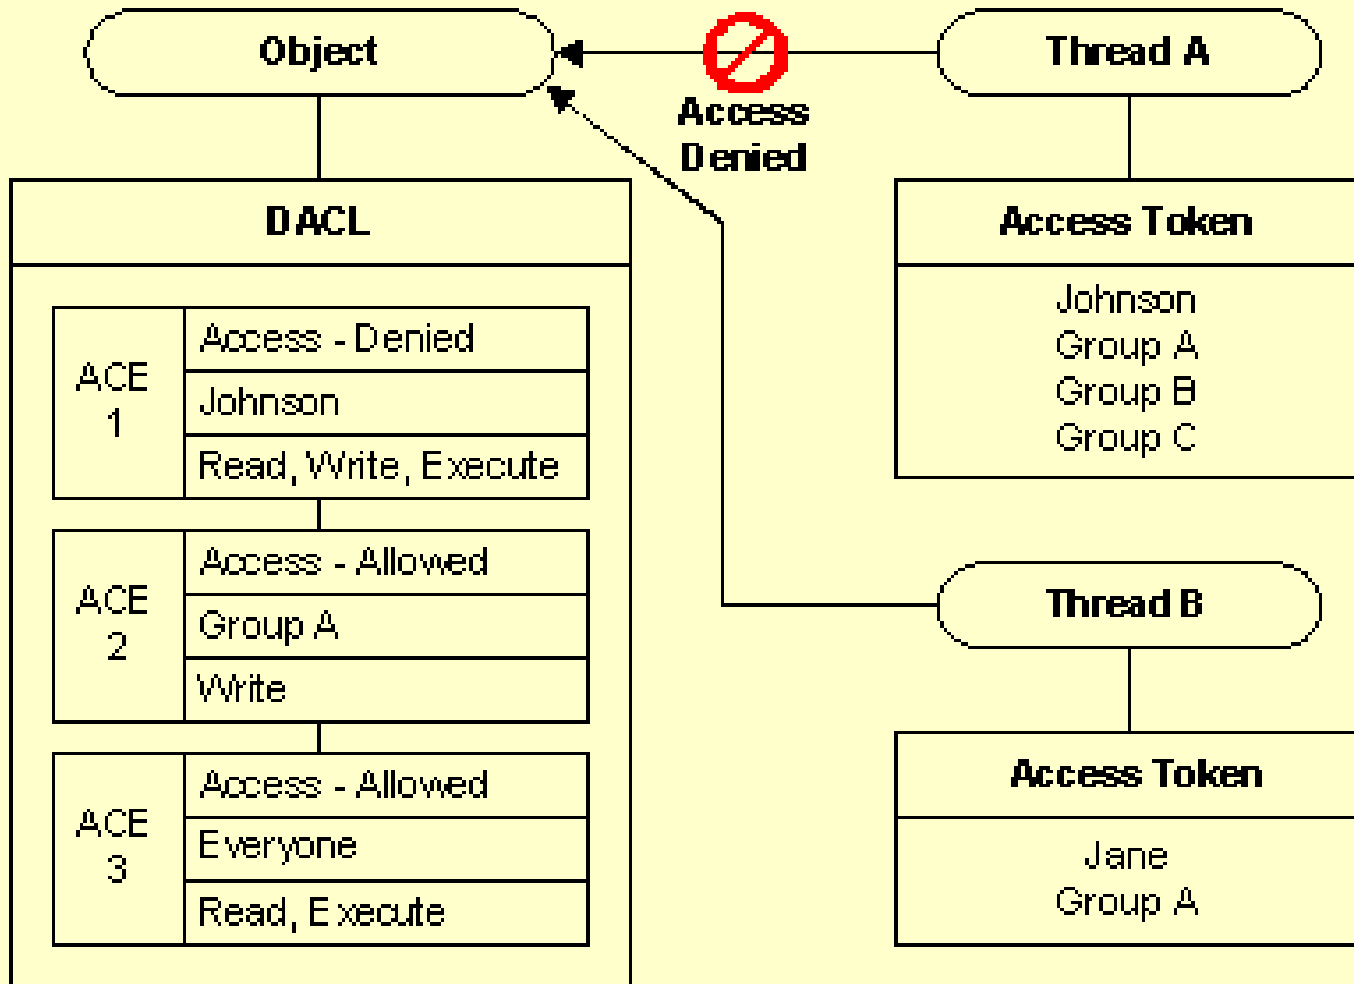 Object
Thread A
Access
Denied
DACL
Access Token
ACE
1
Access - Denied
Johnson
Read, Write, Execute
Johnson
Group A
Group B
Group C
ACE
2
Access - Allowed
Group A
Write
Thread B
ACE
3
Access - Allowed
Everyone
Read, Execute
Access Token
Jane
Group A